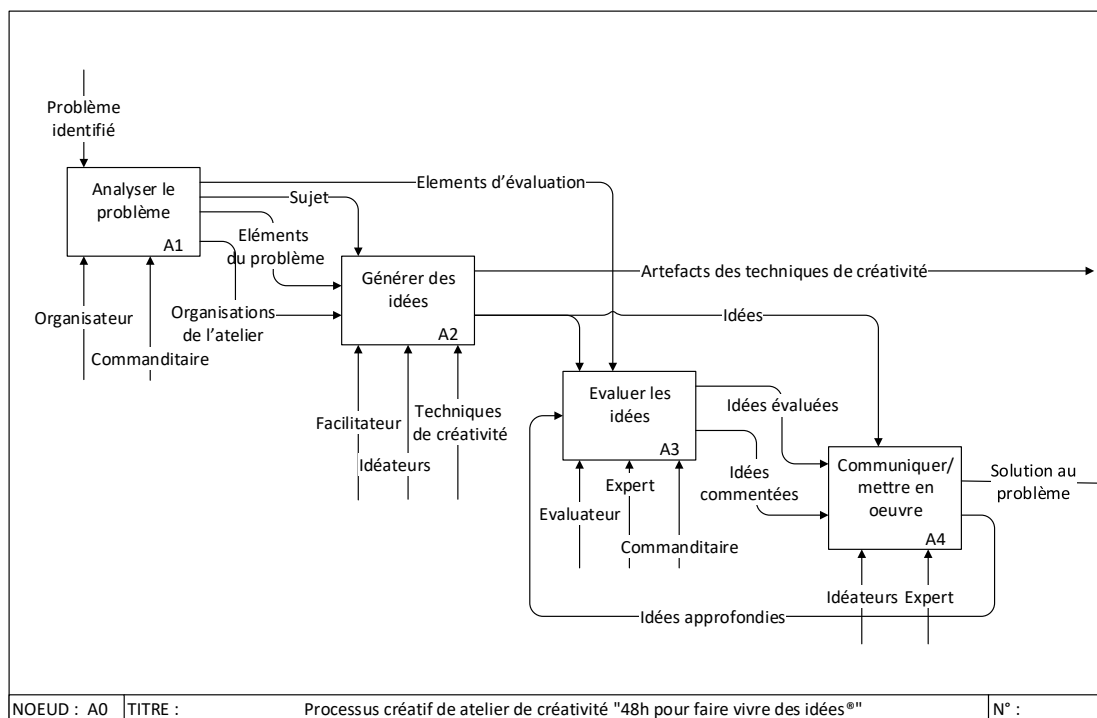 Problème
identifié
Analyser le
problème
A1
Elements d’évaluation
Sujet
Eléments
du problème
Organisations
de l’atelier
Organisateur
Commanditaire
Générer des
idées
A2
Artefacts des techniques de créativité
Idées
Facilitateur
Idéateurs
Techniques
de créativité
Evaluer les
idées
A3
Idées évaluées
Idées
commentées
Evaluateur
Expert
Commanditaire
Communiquer/
mettre en
oeuvre
A4
Solution au
problème
Idéateurs
Expert
Idées approfondies
NOEUD : A0
TITRE :
Processus créatif de atelier de créativité "48h pour faire vivre des idées®"
N° :